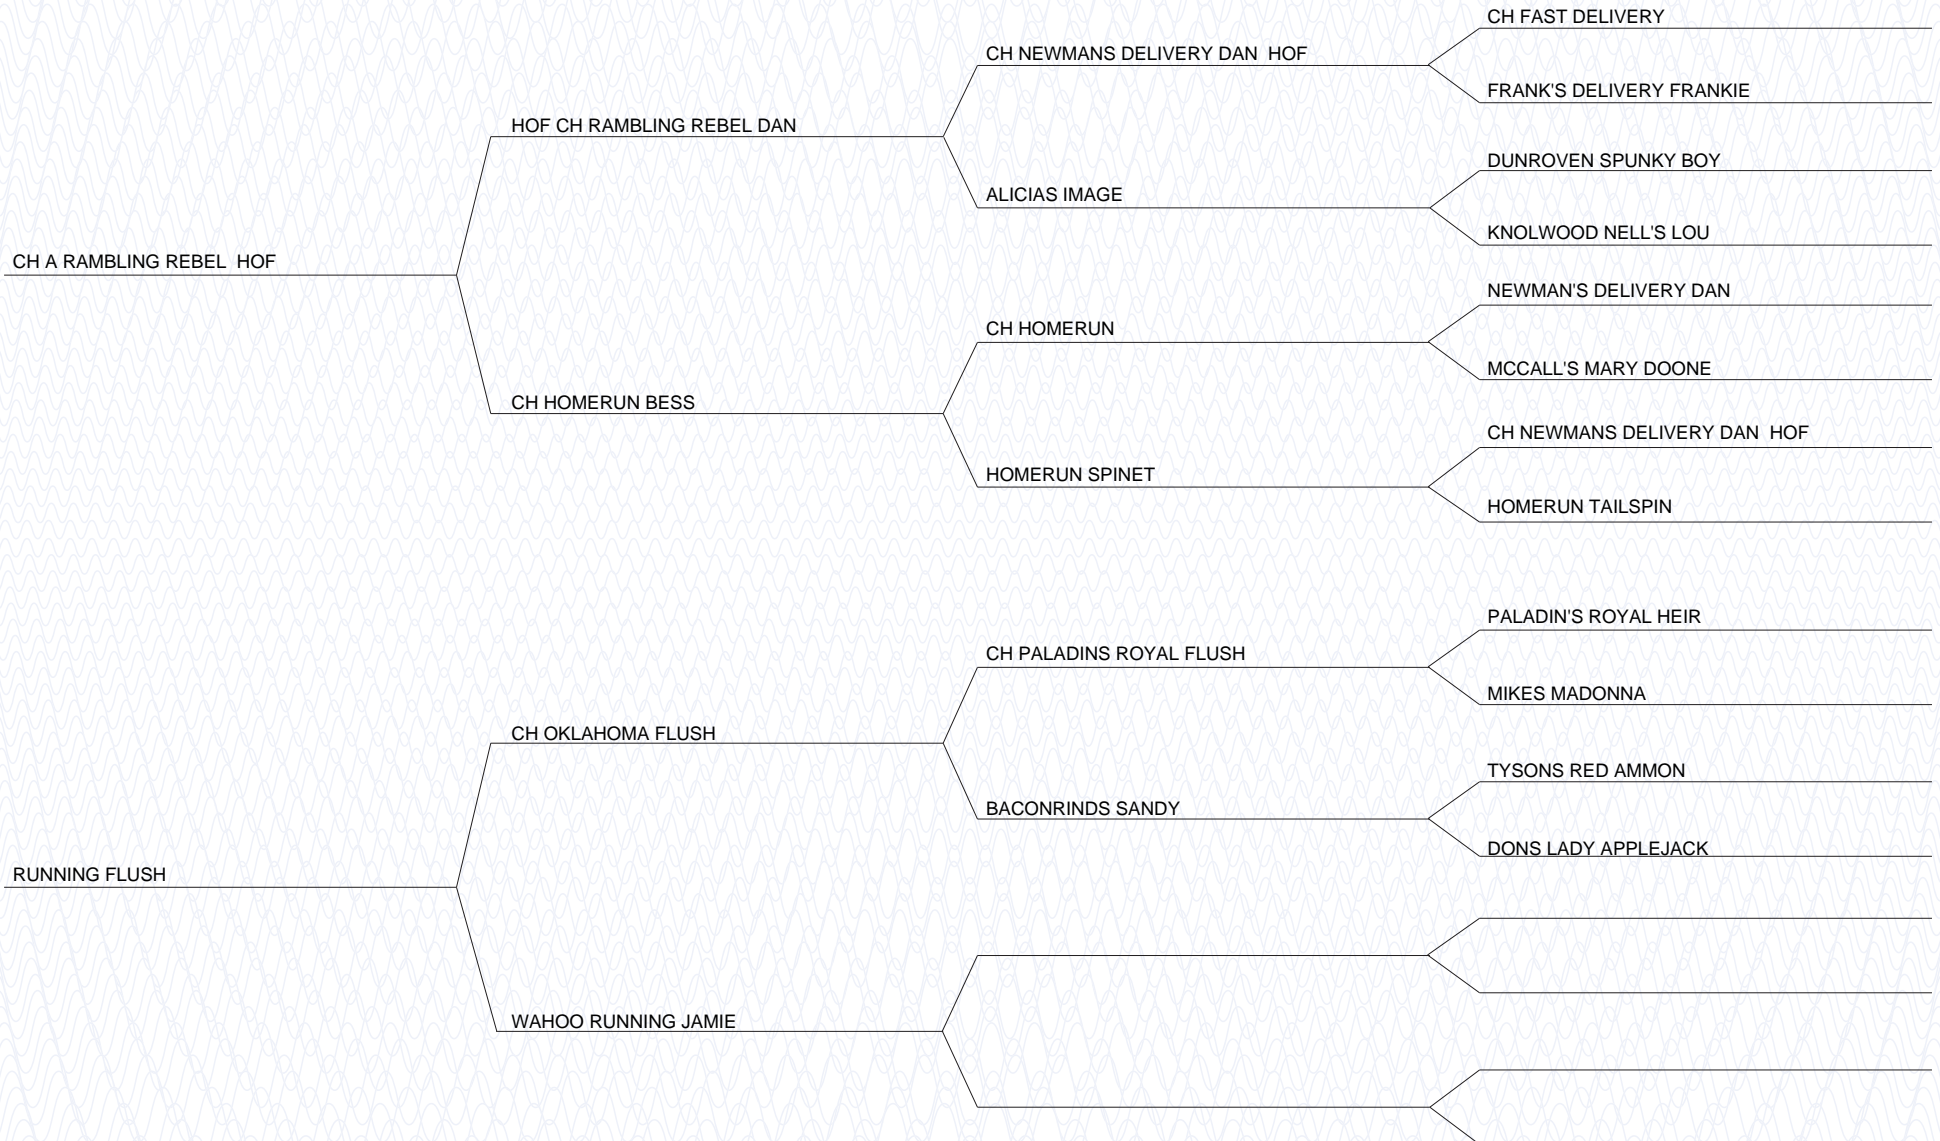 CH FAST DELIVERY
CH NEWMANS DELIVERY DAN  HOF
FRANK'S DELIVERY FRANKIE
HOF CH RAMBLING REBEL DAN
DUNROVEN SPUNKY BOY
ALICIAS IMAGE
KNOLWOOD NELL'S LOU
CH A RAMBLING REBEL  HOF
NEWMAN'S DELIVERY DAN
CH HOMERUN
MCCALL'S MARY DOONE
CH HOMERUN BESS
CH NEWMANS DELIVERY DAN  HOF
HOMERUN SPINET
HOMERUN TAILSPIN
PALADIN'S ROYAL HEIR
CH PALADINS ROYAL FLUSH
MIKES MADONNA
CH OKLAHOMA FLUSH
TYSONS RED AMMON
BACONRINDS SANDY
DONS LADY APPLEJACK
RUNNING FLUSH
WAHOO RUNNING JAMIE